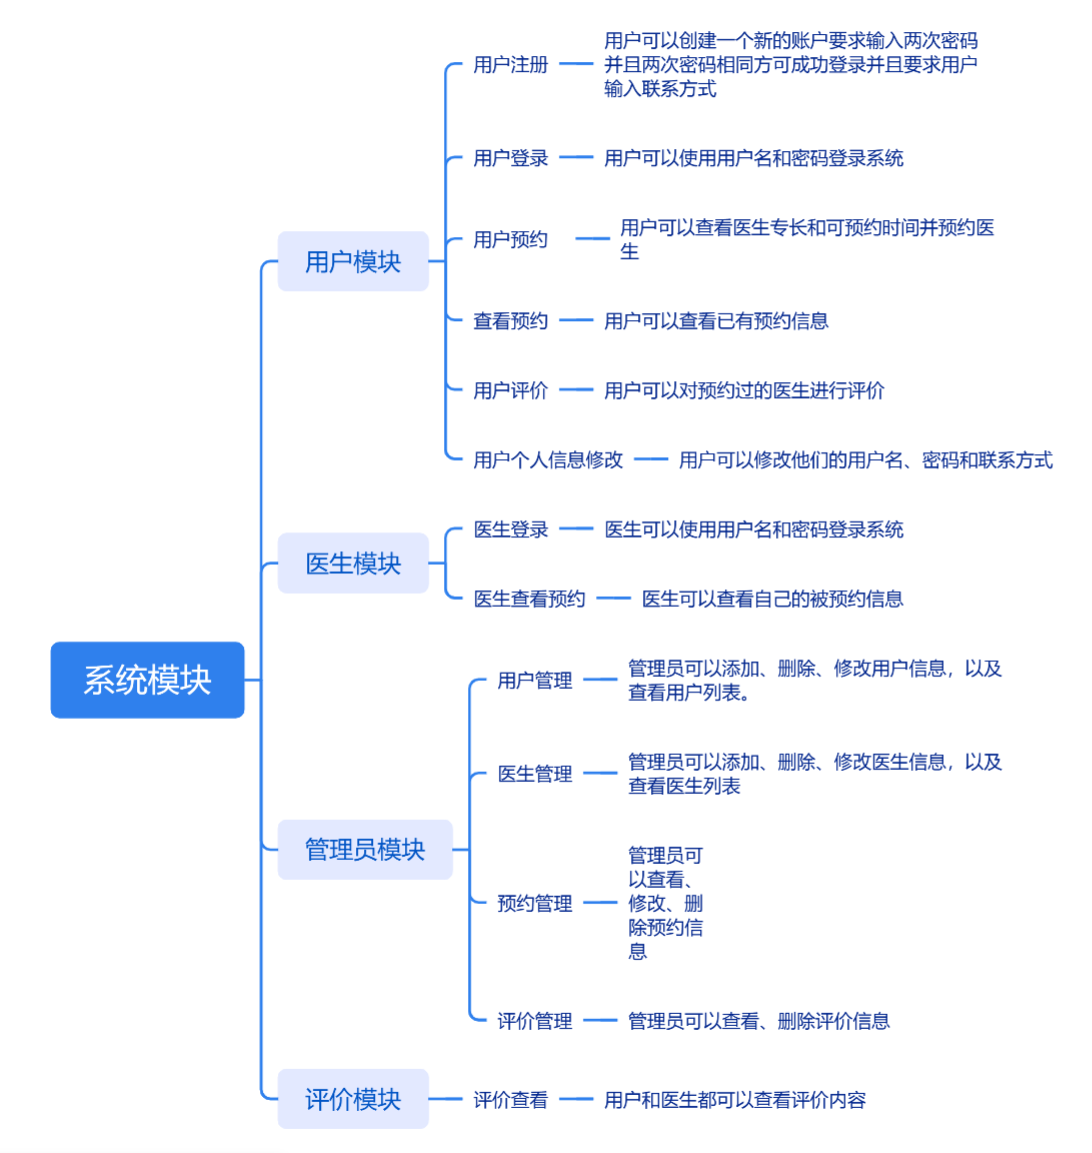 系统模块
用户模块
用户注册
用户可以创建一个新的账户要求输入两次密码
并且两次密码相同方可成功登录并且要求用户
输入联系方式
用户登录
用户可以使用用户名和密码登录系统
用户预约
用户可以查看医生专长和可预约时间并预约医
生
查看预约
用户可以查看已有预约信息
用户评价
用户可以对预约过的医生进行评价
用户个人信息修改
用户可以修改他们的用户名、密码和联系方式
医生模块
医生登录
医生可以使用用户名和密码登录系统
医生查看预约
医生可以查看自己的被预约信息
管理员模块
用户管理
管理员可以添加、删除、修改用户信息，以及
查看用户列表。
医生管理
管理员可以添加、删除、修改医生信息，以及
查看医生列表
预约管理
管理员可
以查看、
修改、删
除预约信
息
评价管理
管理员可以查看、删除评价信息
评价模块
评价查看
用户和医生都可以查看评价内容